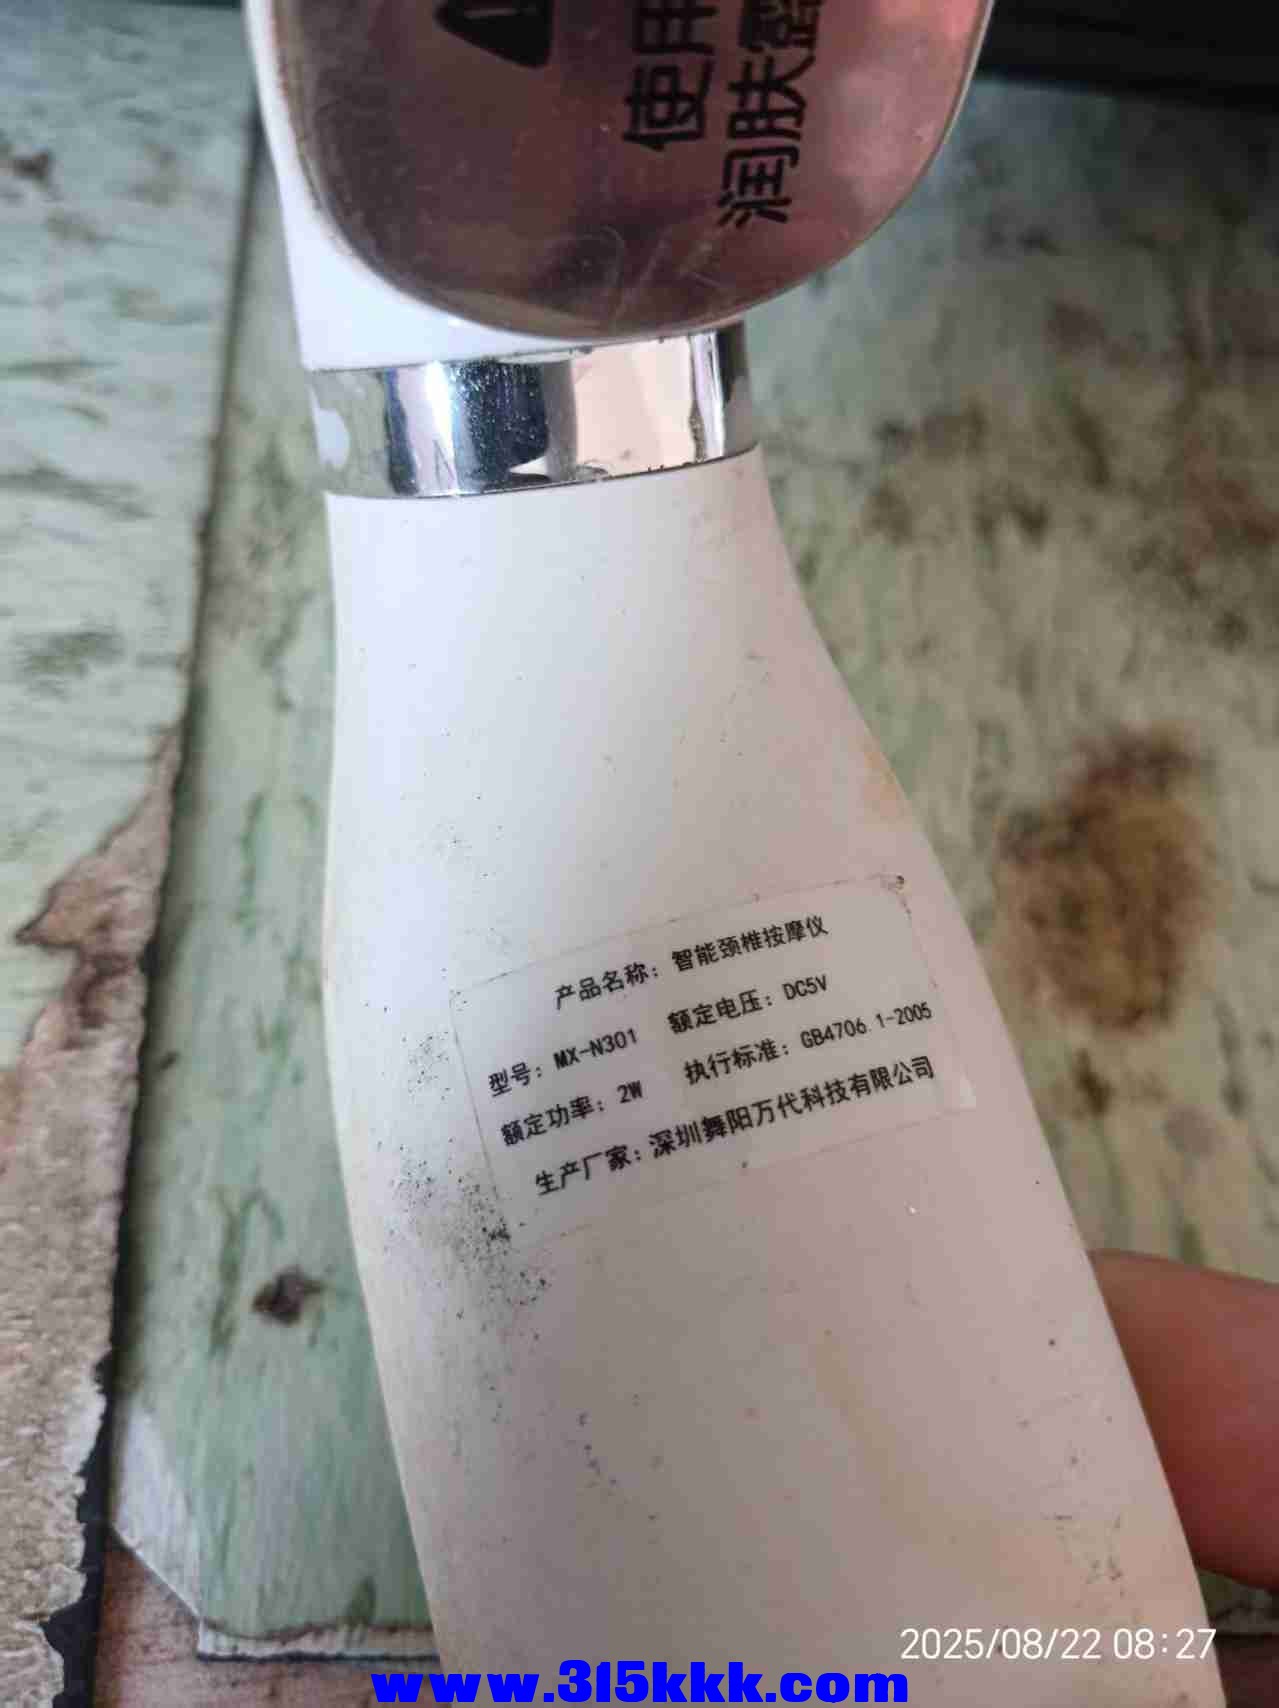 使用
润肤
产品名称：智能颈椎按摩仪
型号：MX-N301 额定电压：DC5V
额定功率：2W 执行标准：GB4706.1-2005
生产厂家：深圳舞阳万代科技有限公司
2025/08/22 08:27
www.315kkk.com